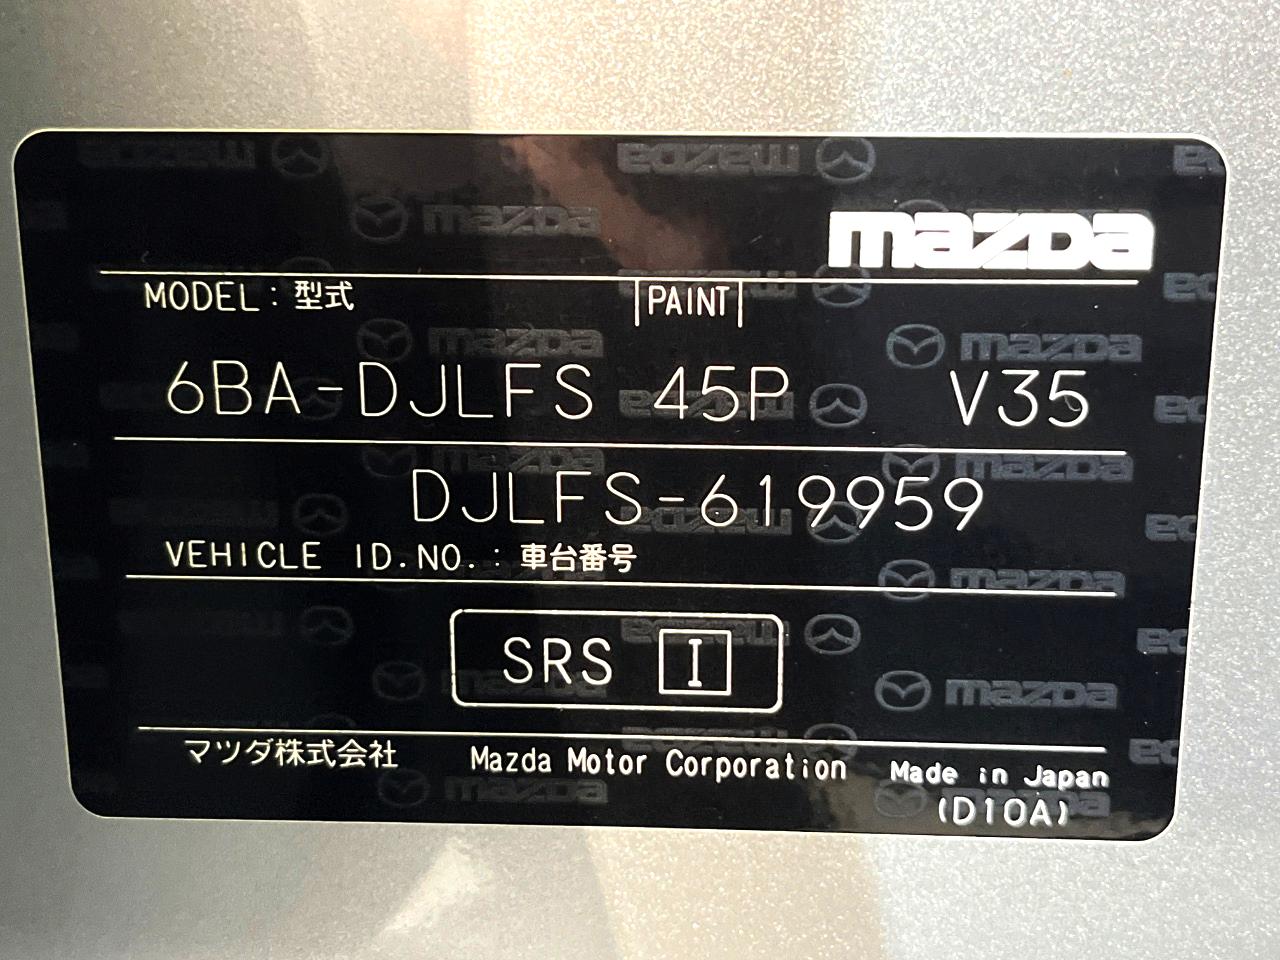 mazda
MODEL : 型式 PAINT
6BA-DJLFS 45P V35
DJLFS-619959
VEHICLE ID.NO. : 車台番号
SRS I
マツダ株式会社 Mazda Motor Corporation Made in Japan
(D10A)